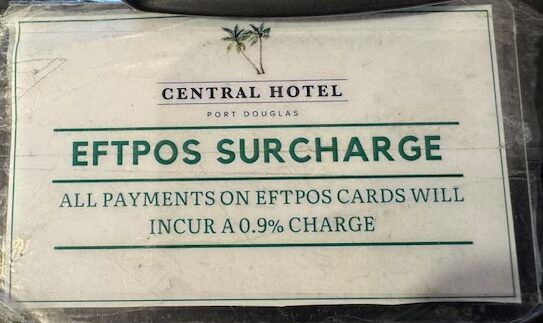 CENTRAL HOTEL
PORT DOUGLAS
EFTPOS SURCHARGE
ALL PAYMENTS ON EFTPOS CARDS WILL
INCUR A 0.9% CHARGE